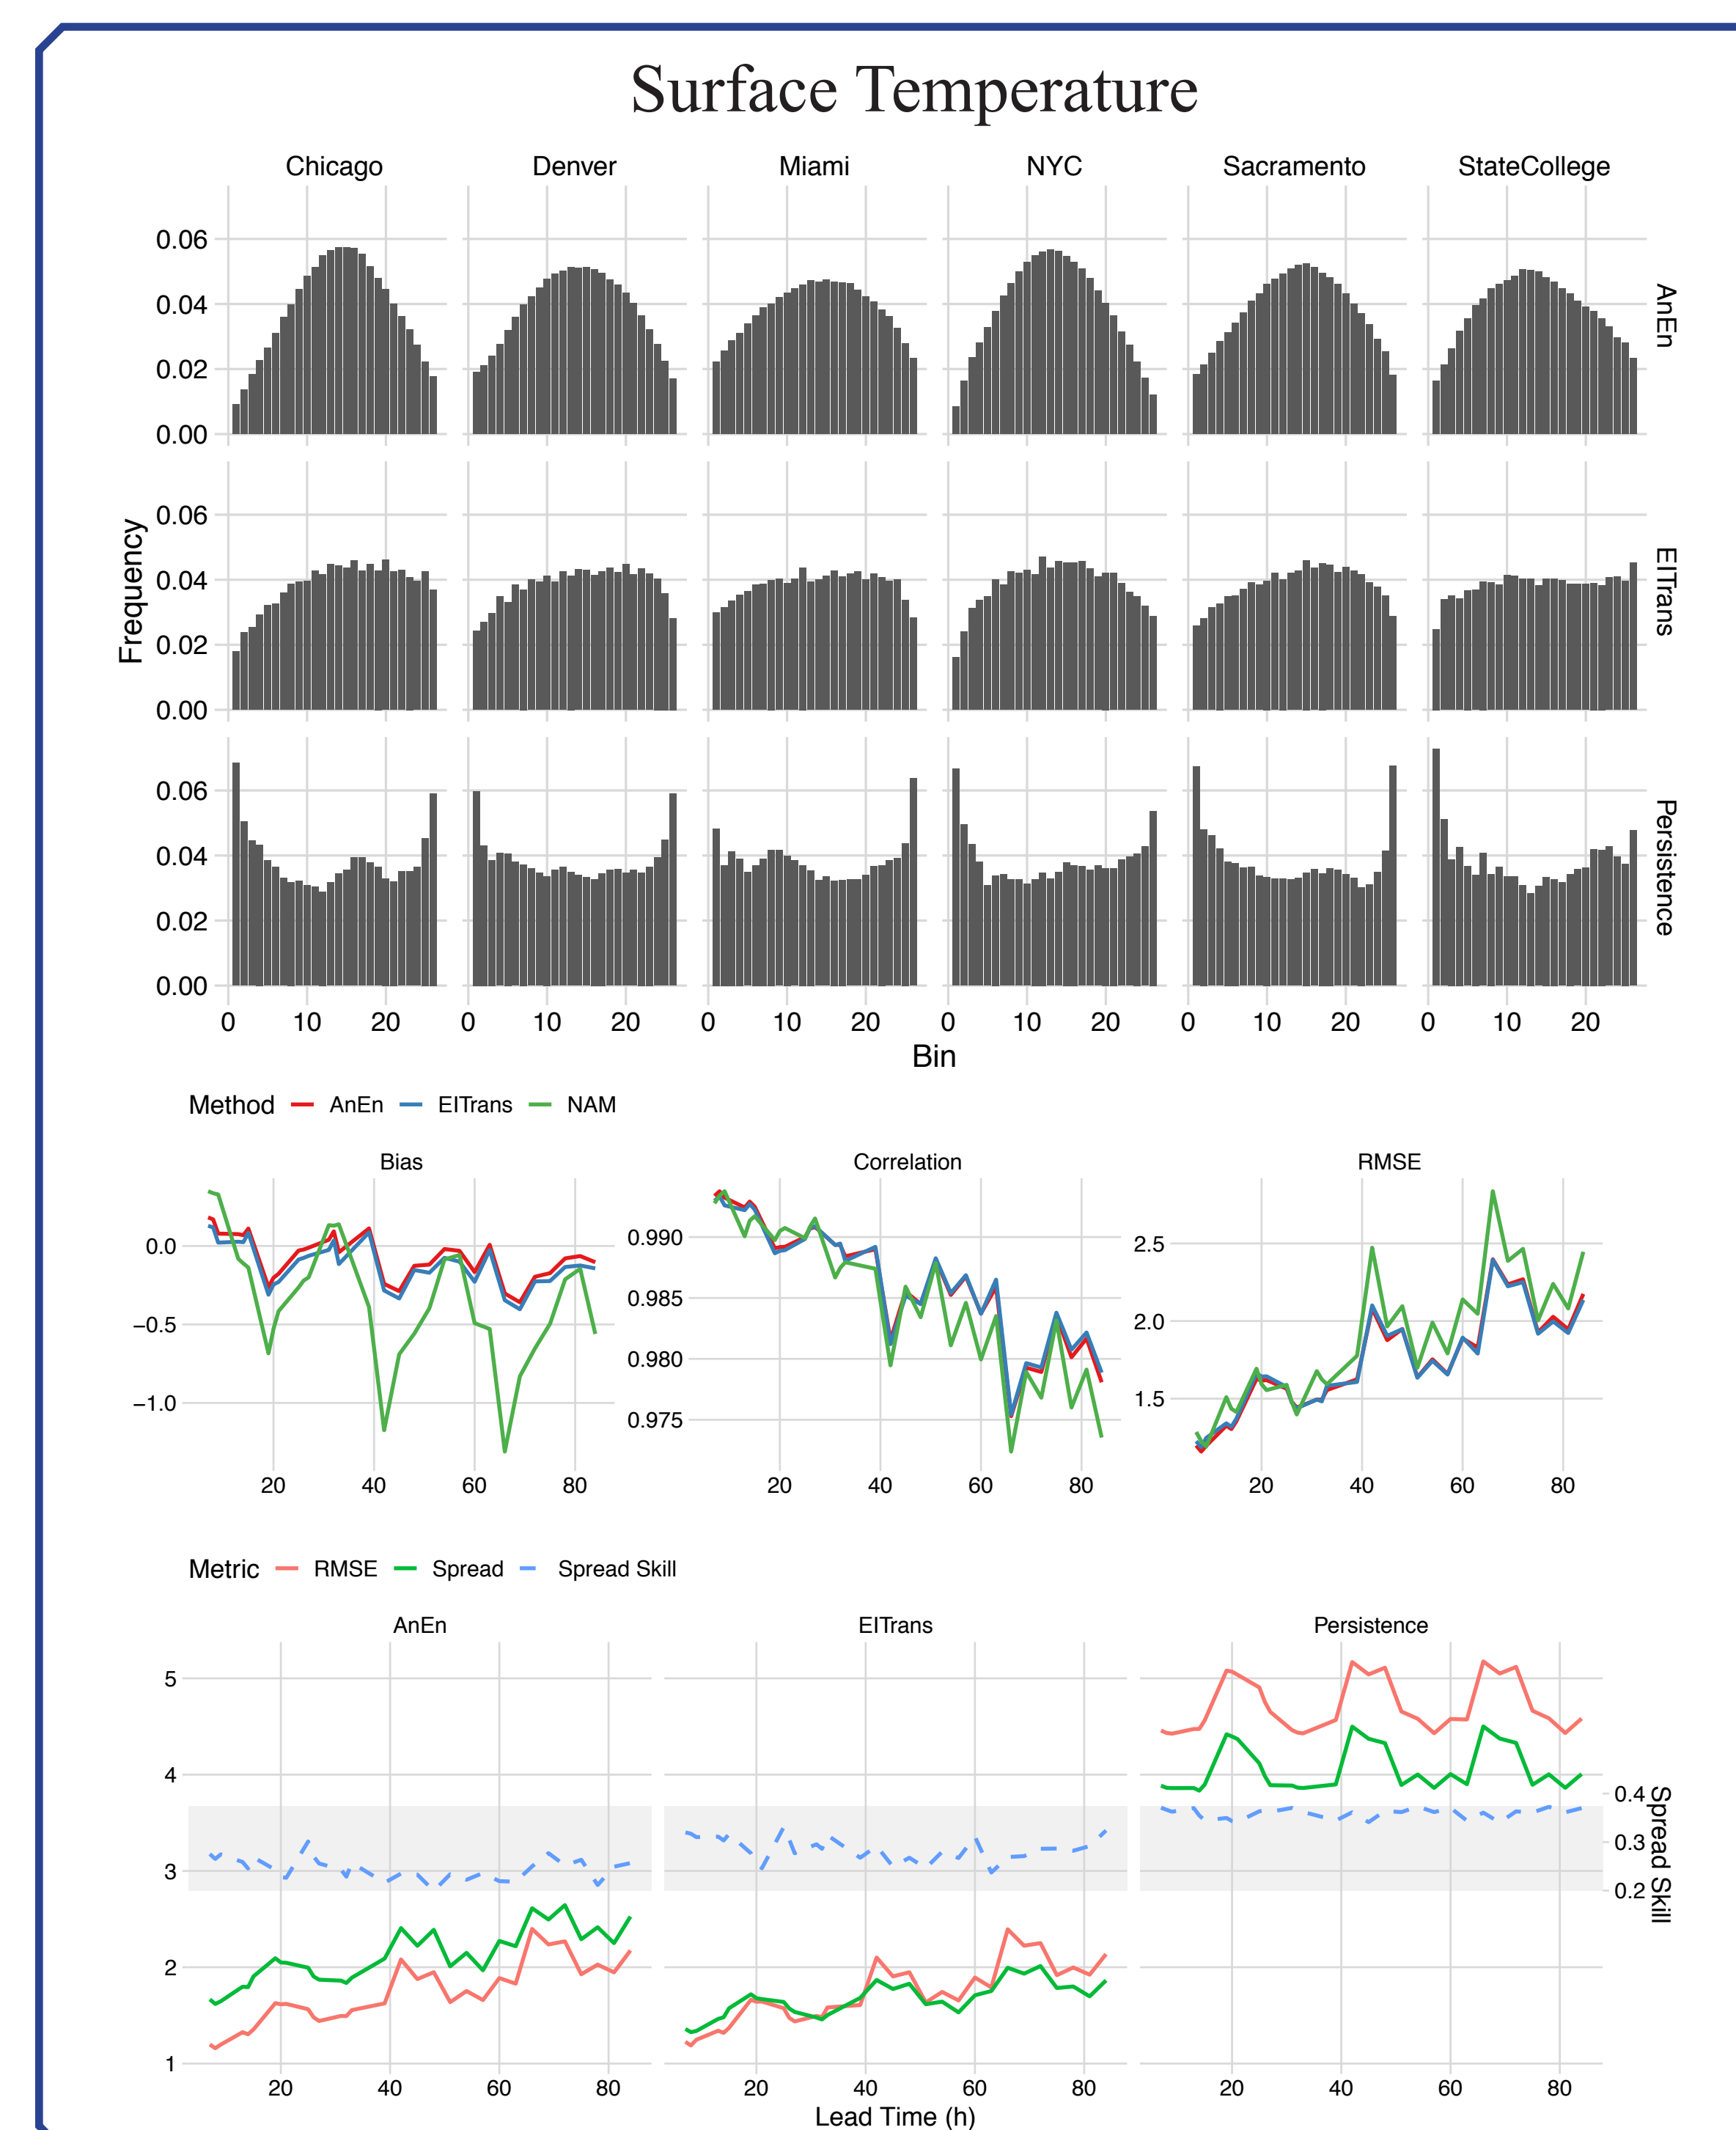 Surface Temperature
Chicago Denver Miami NYC Sacramento StateCollege
0.06
0.04
0.02
0.00
AnEn
0.06
0.04
0.02
0.00
EITrans
Frequency
0.06
0.04
0.02
0.00
Persistence
0 10 20 0 10 20 0 10 20 0 10 20 0 10 20 0 10 20
Bin
Method AnEn EITrans NAM
Bias Correlation RMSE
0.0
−0.5
−1.0
20 40 60 80
0.990
0.985
0.980
0.975
20 40 60 80
2.5
2.0
1.5
20 40 60 80
Metric RMSE Spread Spread Skill
AnEn EITrans Persistence
5
4
3
2
1
0.4
0.3
0.2
Spread Skill
20 40 60 80 20 40 60 80 20 40 60 80
Lead Time (h)